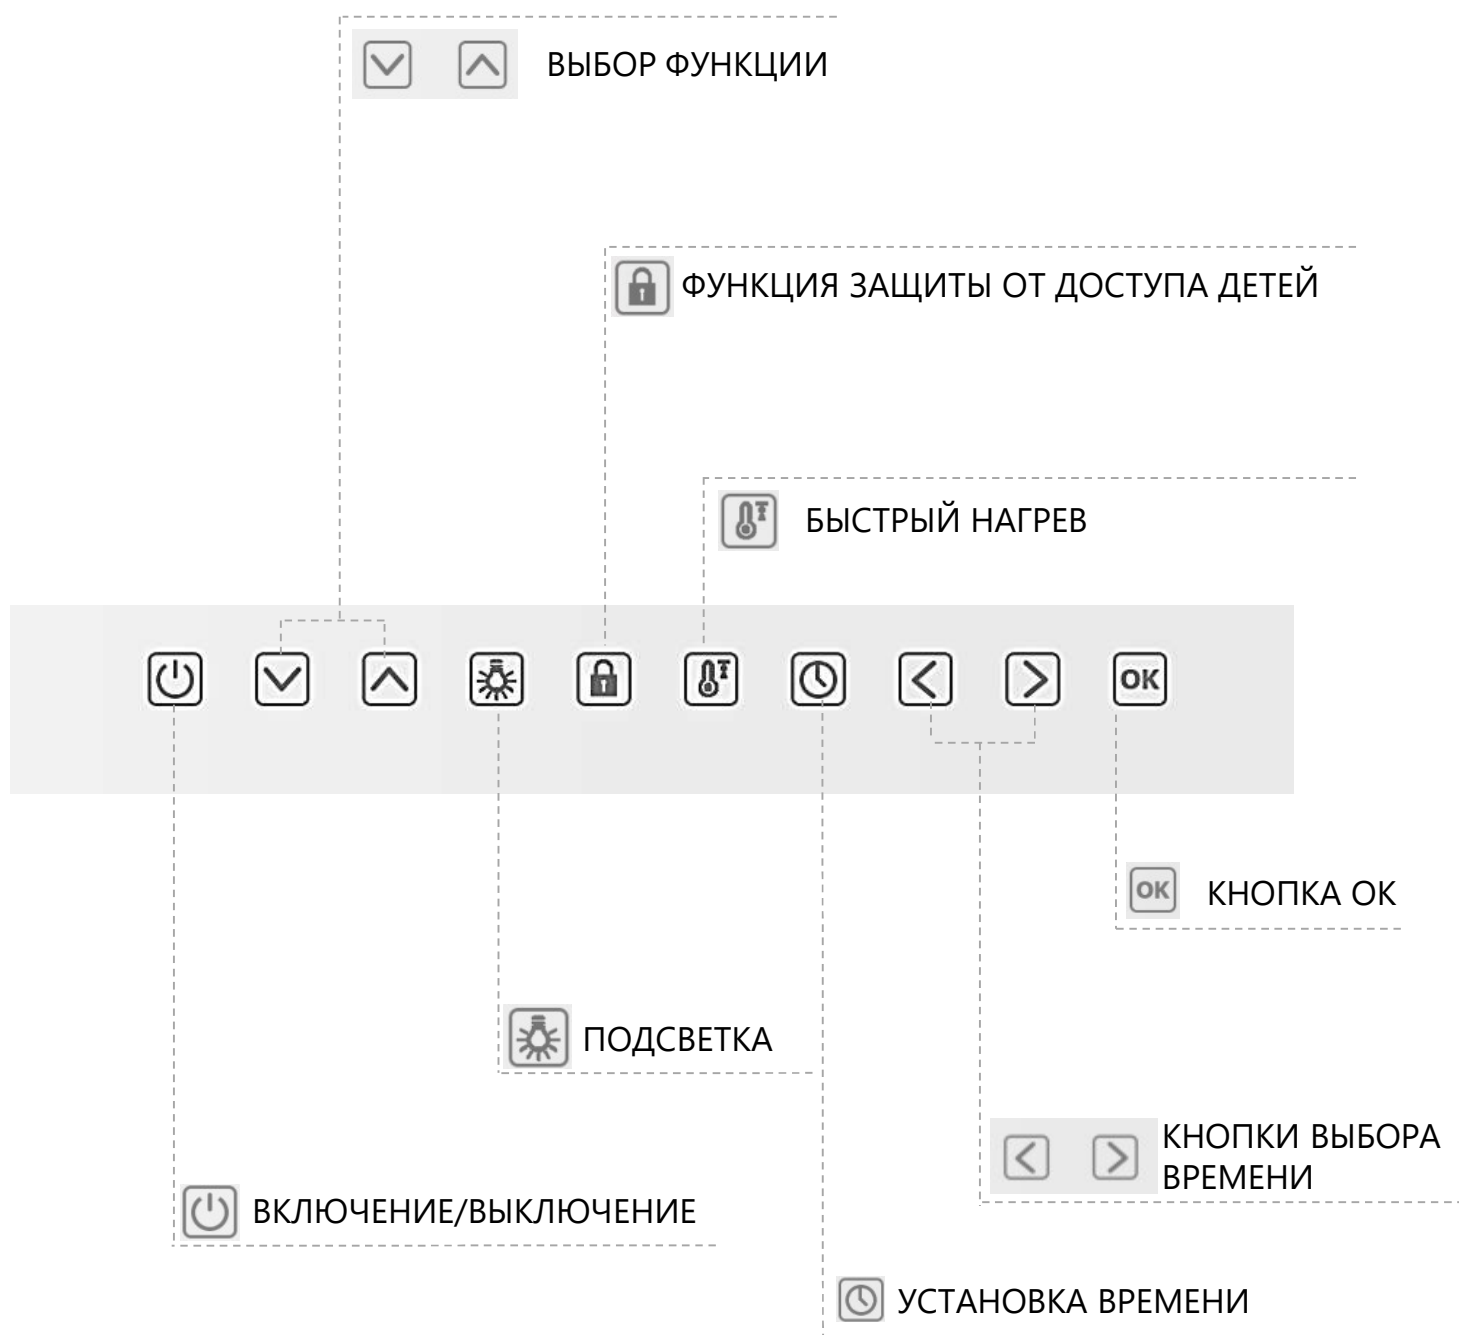 ВЫБОР ФУНКЦИИ
ФУНКЦИЯ ЗАЩИТЫ ОТ ДОСТУПА ДЕТЕЙ
БЫСТРЫЙ НАГРЕВ
OK
OK КНОПКА ОК
ПОДСВЕТКА
КНОПКИ ВЫБОРА
ВРЕМЕНИ
ВКЛЮЧЕНИЕ/ВЫКЛЮЧЕНИЕ
УСТАНОВКА ВРЕМЕНИ